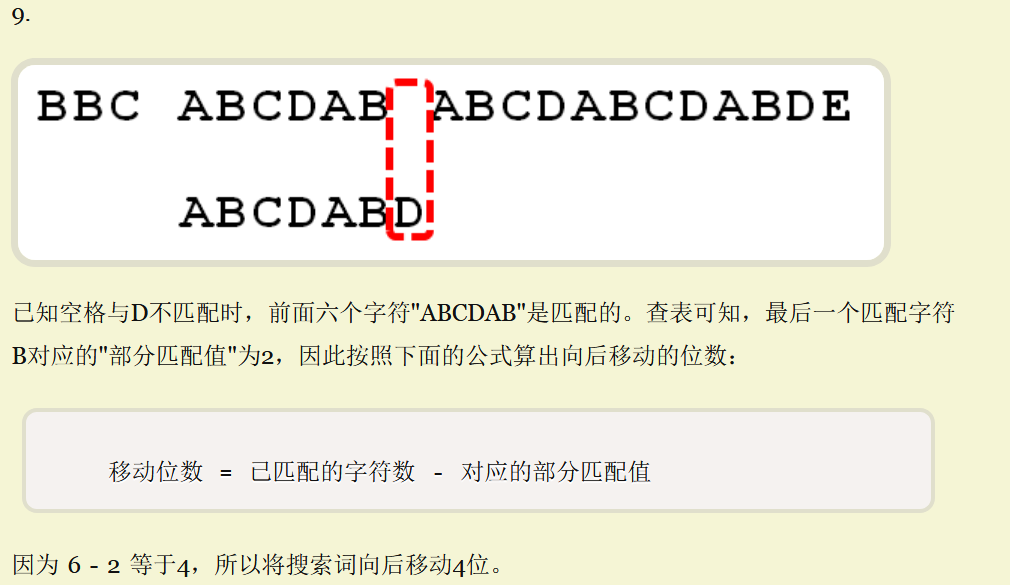 9.
BBC ABCDAB ABCDABCDABDE
ABCDABD
已知空格与D不匹配时，前面六个字符"ABCDAB"是匹配的。查表可知，最后一个匹配字符
B对应的"部分匹配值"为2，因此按照下面的公式算出向后移动的位数：
移动位数 = 已匹配的字符数 - 对应的部分匹配值
因为 6 - 2 等于4，所以将搜索词向后移动4位。